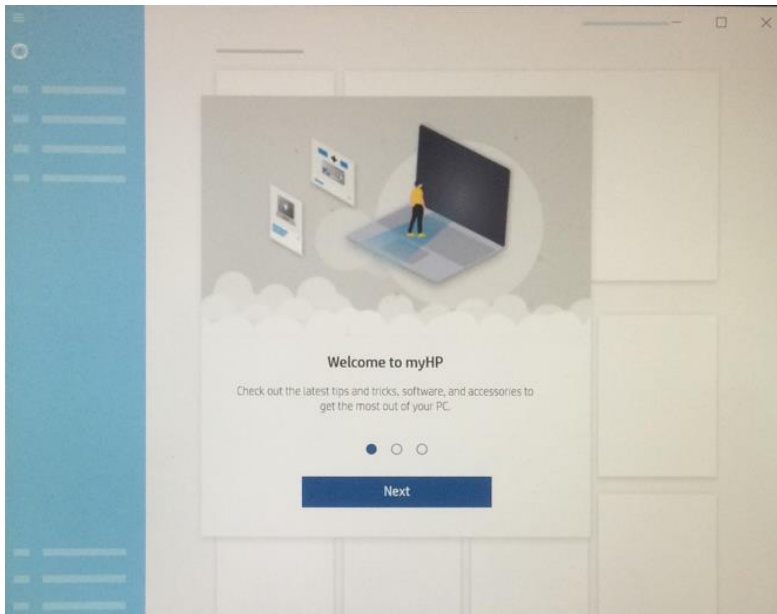 Welcome to myHP
Check out the latest tips and tricks, software, and accessories to
get the most out of your PC.
Next